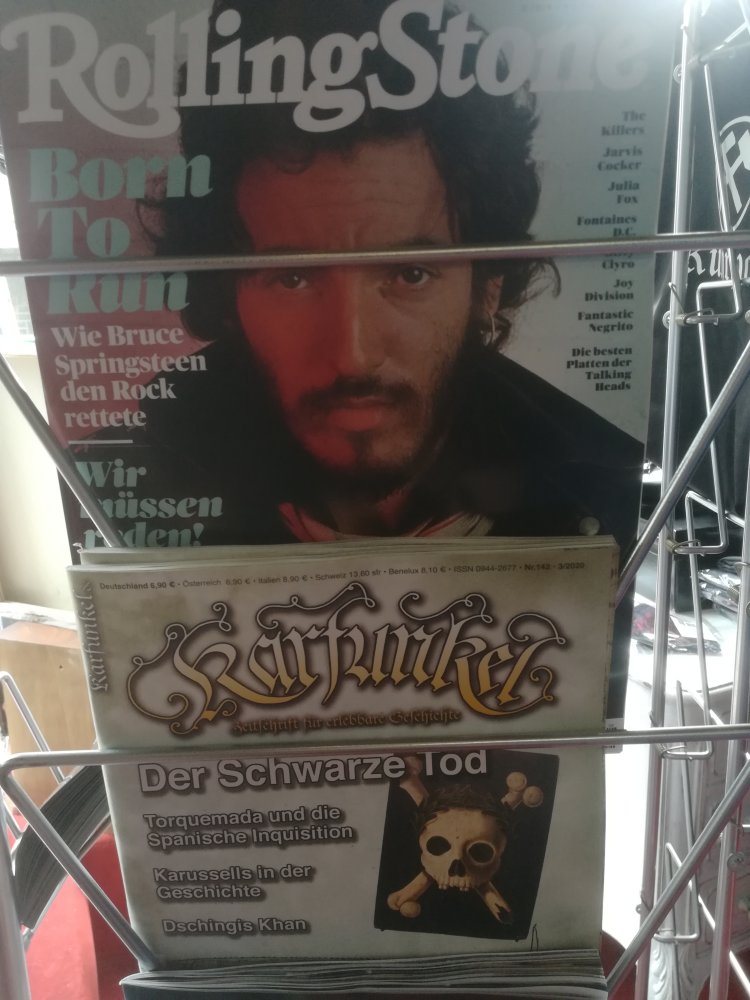 RollingStone
Born
To
Run
Wie Bruce
Springsteen
den Rock
rettete
Wir
müssen
reden!
The
Killers
Jarvis
Cocker
Julia
Fox
Fontaines
D.C.
Clyro
Joy
Division
Fantastic
Negrito
Die besten
Platten der
Talking
Heads
Deutschland 6,90 € • Österreich 6,90 € • Italien 8,90 € • Schweiz 13,60 sfr • Benelux 8,10 € • ISSN 0944-2677 • Nr. 142 • 3/2020
Karfunkel
Karfunkel
Zeitschrift für erlebbare Geschichte
Der Schwarze Tod
Torquemada und die
Spanische Inquisition
Karussells in der
Geschichte
Dschingis Khan